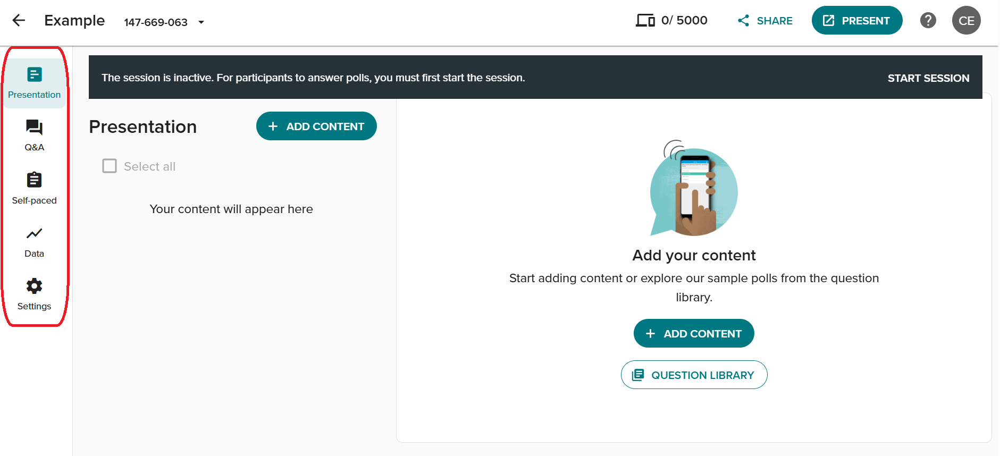 Example 147-669-063 0/ 5000 SHARE PRESENT ? CE
Presentation
Q&A
Self-paced
Data
Settings
The session is inactive. For participants to answer polls, you must first start the session. START SESSION
Presentation + ADD CONTENT
Select all
Your content will appear here
Add your content
Start adding content or explore our sample polls from the question
library.
+ ADD CONTENT
QUESTION LIBRARY